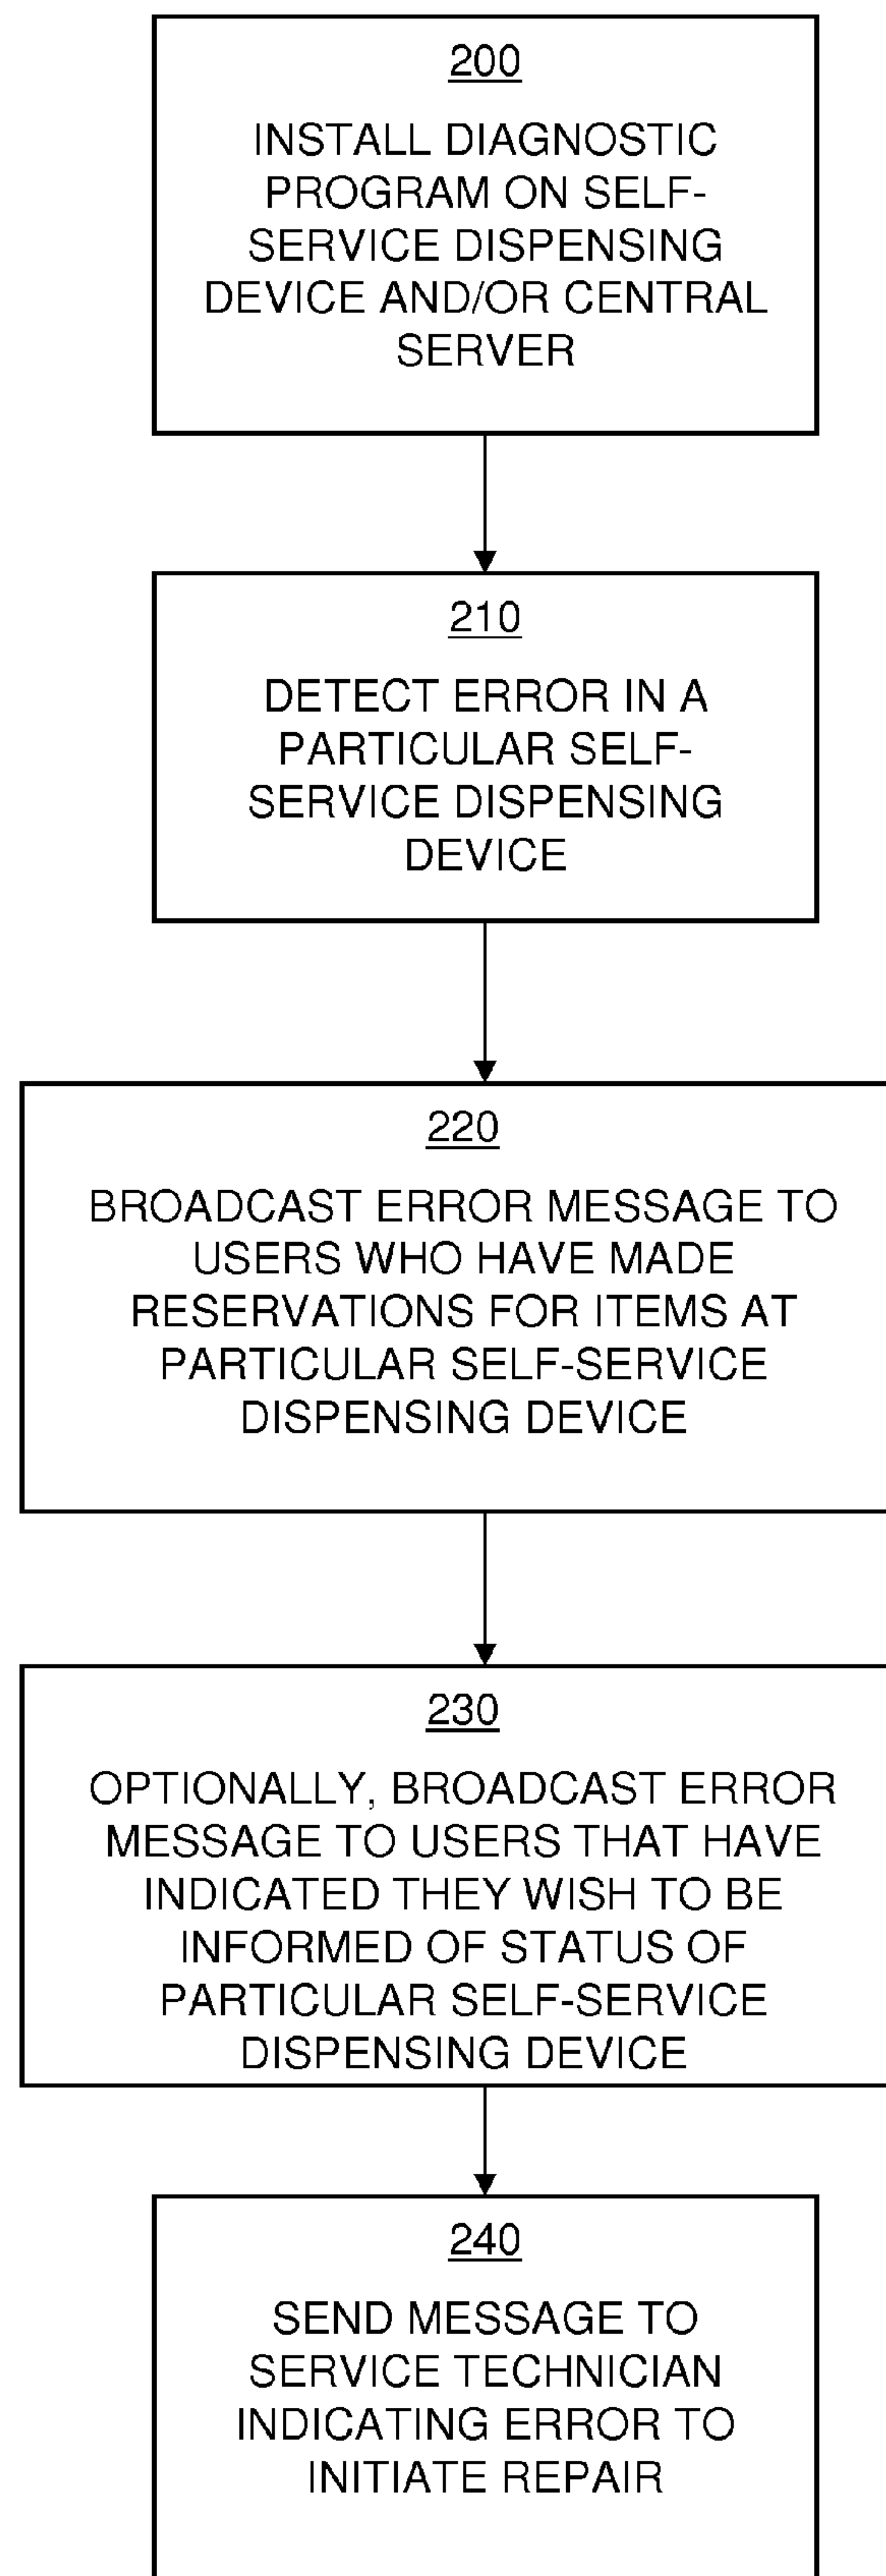 200
INSTALL DIAGNOSTIC
PROGRAM ON SELF-
SERVICE DISPENSING
DEVICE AND/OR CENTRAL
SERVER
210
DETECT ERROR IN A
PARTICULAR SELF-
SERVICE DISPENSING
DEVICE
220
BROADCAST ERROR MESSAGE TO
USERS WHO HAVE MADE
RESERVATIONS FOR ITEMS AT
PARTICULAR SELF-SERVICE
DISPENSING DEVICE
230
OPTIONALLY, BROADCAST ERROR
MESSAGE TO USERS THAT HAVE
INDICATED THEY WISH TO BE
INFORMED OF STATUS OF
PARTICULAR SELF-SERVICE
DISPENSING DEVICE
240
SEND MESSAGE TO
SERVICE TECHNICIAN
INDICATING ERROR TO
INITIATE REPAIR